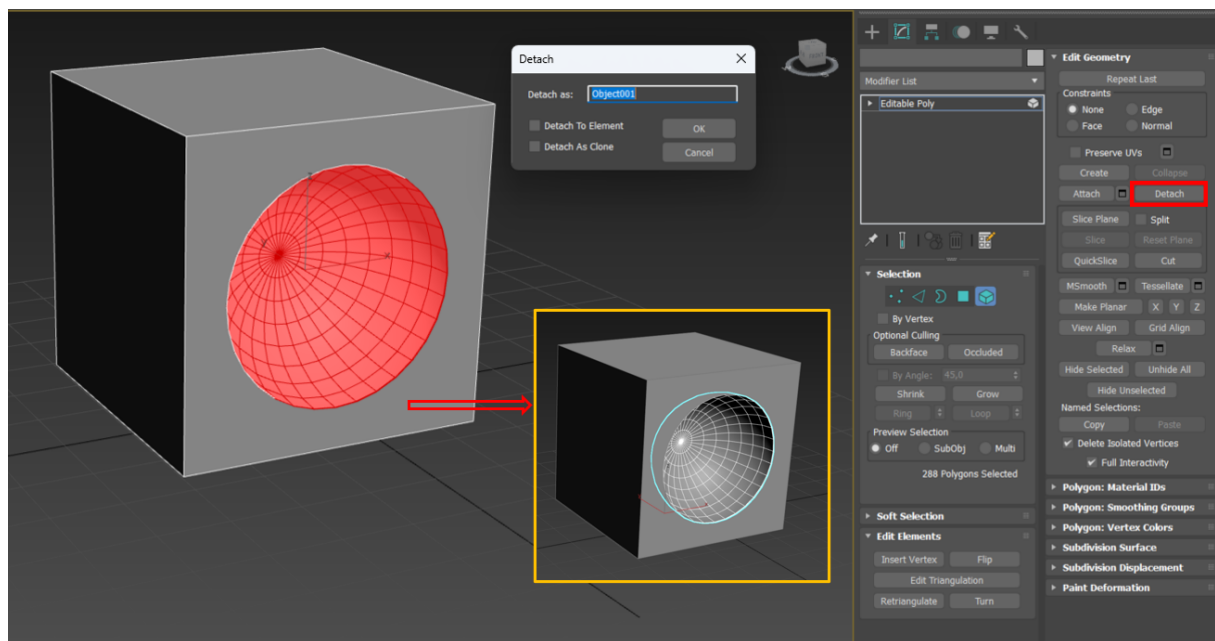 Detach
Detach as:
Object001
Detach To Element
OK
Detach As Clone
Cancel
Modifier List
Editable Poly
Selection
By Vertex
Optional Culling
Backface
Occluded
By Angle:
45,0
Shrink
Grow
Ring
Loop
Preview Selection
Off
SubObj
Multi
288 Polygons Selected
Soft Selection
Edit Elements
Insert Vertex
Flip
Edit Triangulation
Retriangulate
Turn
Edit Geometry
Repeat Last
Constraints
None
Edge
Face
Normal
Preserve UVs
Create
Collapse
Attach
Detach
Slice Plane
Split
Slice
Reset Plane
QuickSlice
Cut
MSmooth
Tessellate
Make Planar
X
Y
Z
View Align
Grid Align
Relax
Hide Selected
Unhide All
Hide Unselected
Named Selections:
Copy
Paste
Delete Isolated Vertices
Full Interactivity
Polygon: Material IDs
Polygon: Smoothing Groups
Polygon: Vertex Colors
Subdivision Surface
Subdivision Displacement
Paint Deformation